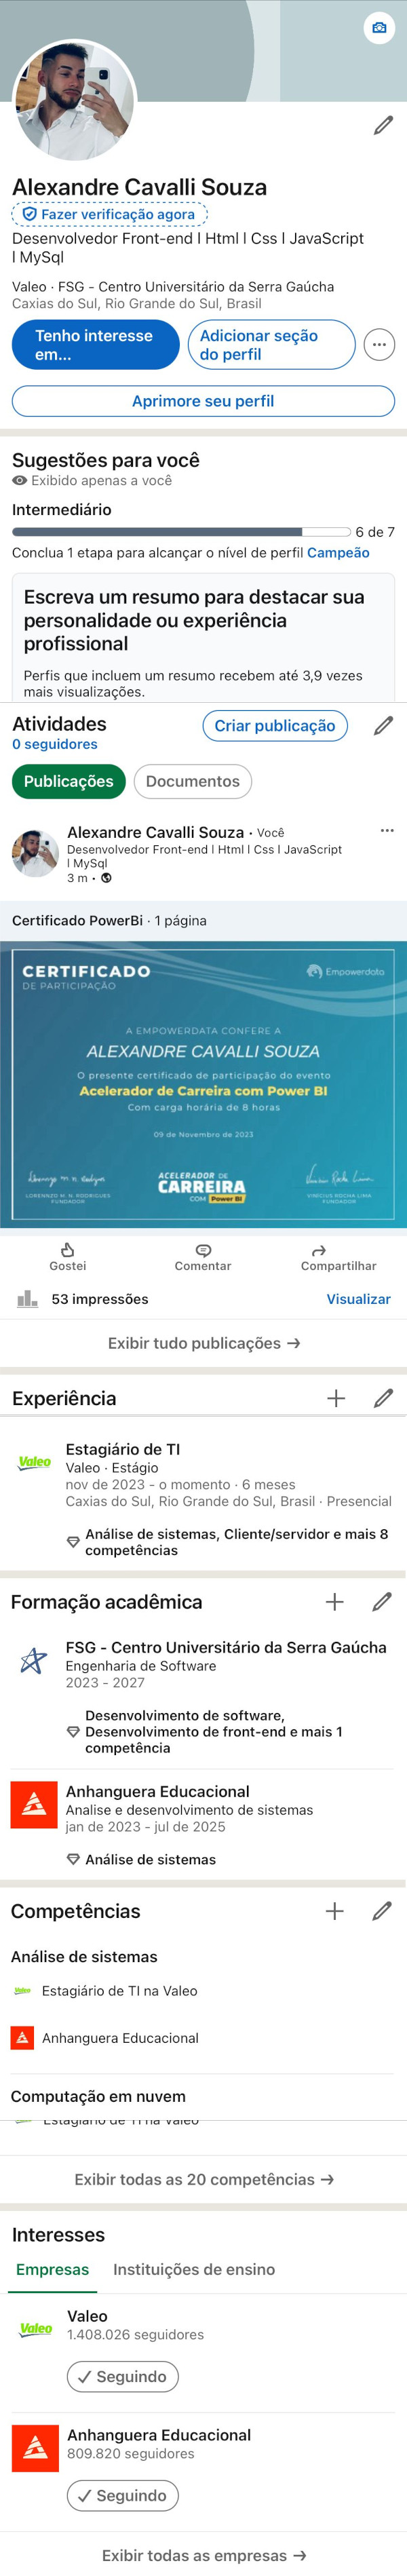 Alexandre Cavalli Souza
Fazer verificação agora
Desenvolvedor Front-end l Html l Css l JavaScript
l MySql
Valeo · FSG - Centro Universitário da Serra Gaúcha
Caxias do Sul, Rio Grande do Sul, Brasil
Tenho interesse
em...
Adicionar seção
do perfil
Aprimore seu perfil
Sugestões para você
Exibido apenas a você
Intermediário
6 de 7
Conclua 1 etapa para alcançar o nível de perfil Campeão
Escreva um resumo para destacar sua
personalidade ou experiência
profissional
Perfis que incluem um resumo recebem até 3,9 vezes
mais visualizações.
Atividades
Criar publicação
0 seguidores
Publicações
Documentos
Alexandre Cavalli Souza • Você
Desenvolvedor Front-end l Html l Css l JavaScript
l MySql
3 m •
Certificado PowerBi · 1 página
CERTIFICADO
DE PARTICIPAÇÃO
Empowerdata
A EMPOWERDATA CONFERE A
ALEXANDRE CAVALLI SOUZA
O presente certificado de participação do evento
Acelerador de Carreira com Power BI
Com carga horária de 8 horas
09 de Novembro de 2023
LORENNZO M. N. RODRIGUES
FUNDADOR
ACELERADOR DE
CARREIRA
COM Power BI
VINÍCIUS ROCHA LIMA
FUNDADOR
Gostei
Comentar
Compartilhar
53 impressões
Visualizar
Exibir tudo publicações →
Experiência
Valeo
Estagiário de TI
Valeo · Estágio
nov de 2023 - o momento · 6 meses
Caxias do Sul, Rio Grande do Sul, Brasil · Presencial
Análise de sistemas, Cliente/servidor e mais 8
competências
Formação acadêmica
FSG - Centro Universitário da Serra Gaúcha
Engenharia de Software
2023 - 2027
Desenvolvimento de software,
Desenvolvimento de front-end e mais 1
competência
Anhanguera Educacional
Analise e desenvolvimento de sistemas
jan de 2023 - jul de 2025
Análise de sistemas
Competências
Análise de sistemas
Valeo
Estagiário de TI na Valeo
Anhanguera Educacional
Computação em nuvem
Estagiário de TI na Valeo
Exibir todas as 20 competências →
Interesses
Empresas
Instituições de ensino
Valeo
Valeo
1.408.026 seguidores
Seguindo
Anhanguera Educacional
809.820 seguidores
Seguindo
Exibir todas as empresas →